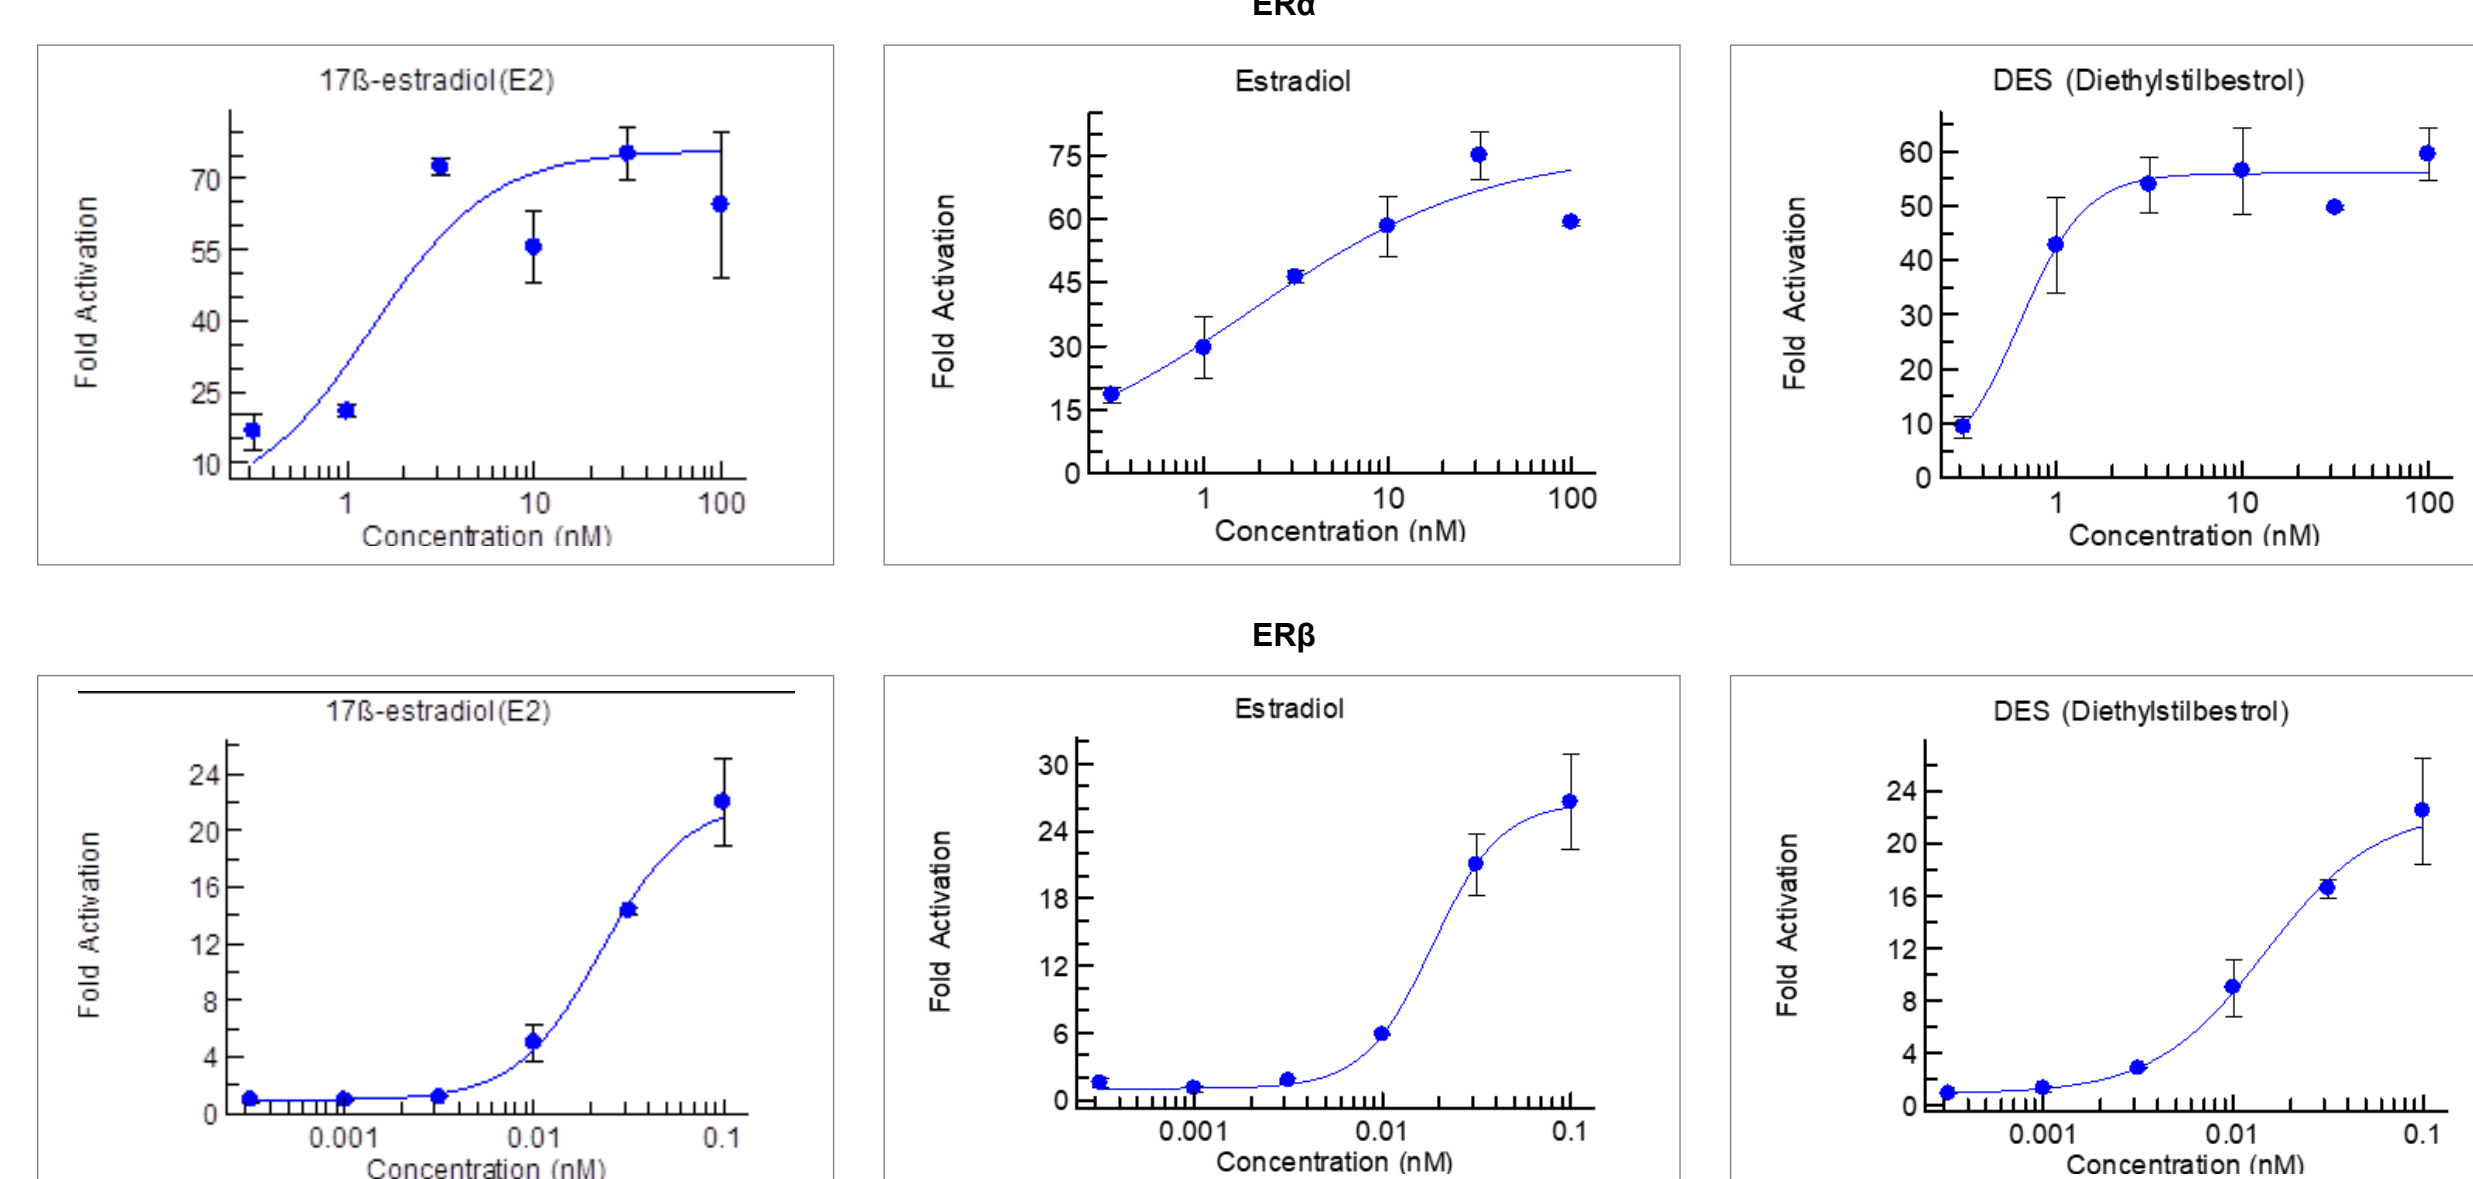 ERα
17ß-estradiol (E2)
Fold Activation
70
55
40
25
10
1 10 100
Concentration (nM)
Estradiol
Fold Activation
75
60
45
30
15
0
1 10 100
Concentration (nM)
DES (Diethylstilbestrol)
Fold Activation
60
50
40
30
20
10
0
1 10 100
Concentration (nM)
ERβ
17ß-estradiol (E2)
Fold Activation
24
20
16
12
8
4
0
0.001 0.01 0.1
Concentration (nM)
Estradiol
Fold Activation
30
24
18
12
6
0
0.001 0.01 0.1
Concentration (nM)
DES (Diethylstilbestrol)
Fold Activation
24
20
16
12
8
4
0
0.001 0.01 0.1
Concentration (nM)